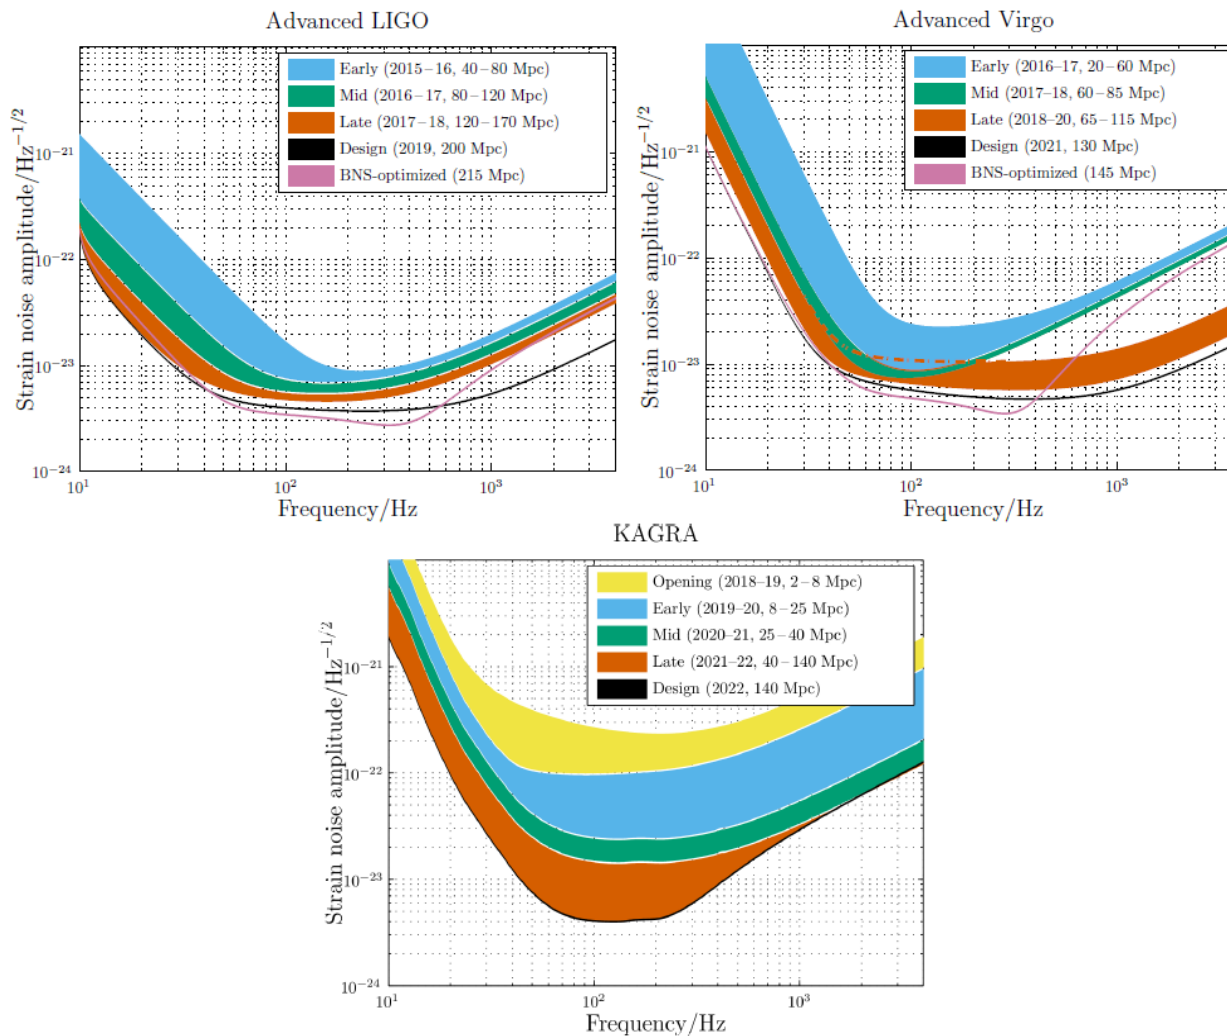 Advanced LIGO
Early (2015–16, 40–80 Mpc)
Mid (2016–17, 80–120 Mpc)
Late (2017–18, 120–170 Mpc)
Design (2019, 200 Mpc)
BNS-optimized (215 Mpc)
Strain noise amplitude/Hz^{−1/2}
10^{−21}
10^{−22}
10^{−23}
10^{−24}
10^1
10^2
10^3
Frequency/Hz
Advanced Virgo
Early (2016–17, 20–60 Mpc)
Mid (2017–18, 60–85 Mpc)
Late (2018–20, 65–115 Mpc)
Design (2021, 130 Mpc)
BNS-optimized (145 Mpc)
Strain noise amplitude/Hz^{−1/2}
10^{−21}
10^{−22}
10^{−23}
10^{−24}
10^1
10^2
10^3
Frequency/Hz
KAGRA
Opening (2018–19, 2–8 Mpc)
Early (2019–20, 8–25 Mpc)
Mid (2020–21, 25–40 Mpc)
Late (2021–22, 40–140 Mpc)
Design (2022, 140 Mpc)
Strain noise amplitude/Hz^{−1/2}
10^{−21}
10^{−22}
10^{−23}
10^{−24}
10^1
10^2
10^3
Frequency/Hz